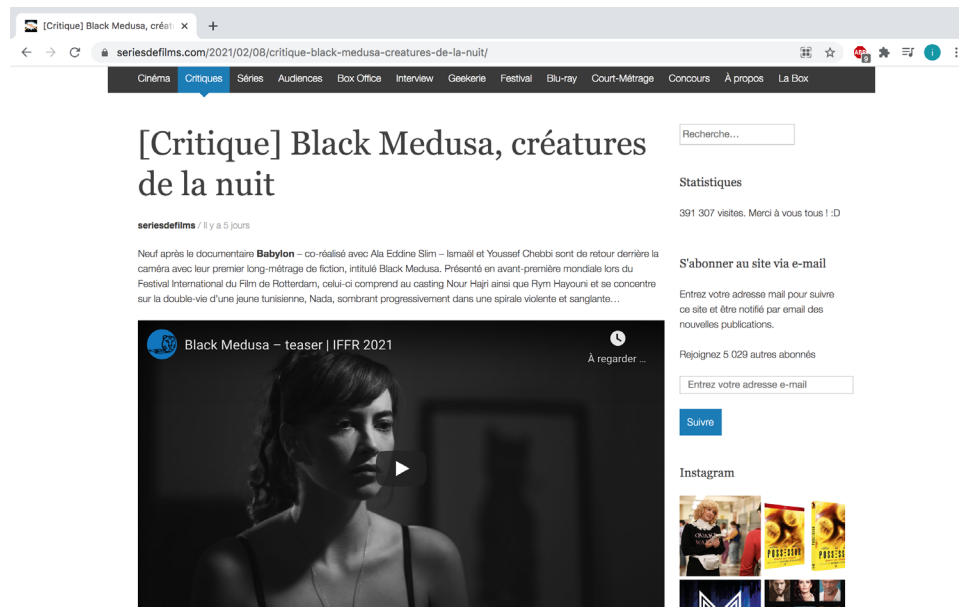 [Critique] Black Medusa, créat
seriesdefilms.com/2021/02/08/critique-black-medusa-creatures-de-la-nuit/
Cinéma Critiques Séries Audiences Box Office Interview Geekerie Festival Blu-ray Court-Métrage Concours À propos La Box
[Critique] Black Medusa, créatures
de la nuit
seriesdefilms / Il y a 5 jours
Neuf après le documentaire Babylon – co-réalisé avec Ala Eddine Slim – Ismaël et Youssef Chebbi sont de retour derrière la
caméra avec leur premier long-métrage de fiction, intitulé Black Medusa. Présenté en avant-première mondiale lors du
Festival International du Film de Rotterdam, celui-ci comprend au casting Nour Hajri ainsi que Rym Hayouni et se concentre
sur la double-vie d'une jeune tunisienne, Nada, sombrant progressivement dans une spirale violente et sanglante…
Black Medusa – teaser | IFFR 2021
À regarder ...
Recherche…
Statistiques
391 307 visites. Merci à vous tous ! :D
S'abonner au site via e-mail
Entrez votre adresse mail pour suivre
ce site et être notifié par email des
nouvelles publications.
Rejoignez 5 029 autres abonnés
Entrez votre adresse e-mail
Suivre
Instagram
POSSESSOR